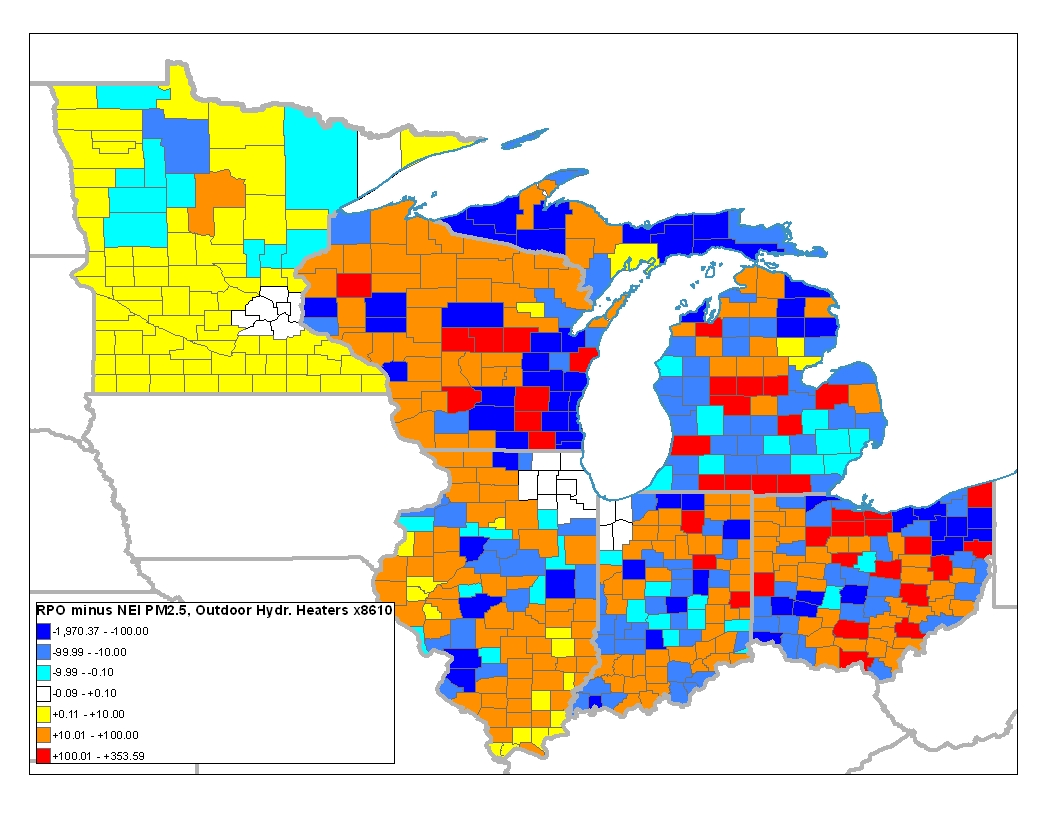 RPO minus NEI PM2.5, Outdoor Hydr. Heaters x8610
-1,970.37 - -100.00
-99.99 - -10.00
-9.99 - -0.10
-0.09 - +0.10
+0.11 - +10.00
+10.01 - +100.00
+100.01 - +353.59